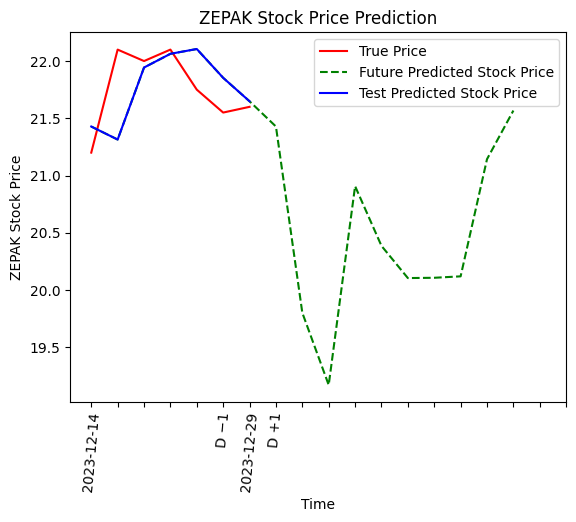 ZEPAK Stock Price Prediction
True Price
Future Predicted Stock Price
Test Predicted Stock Price
ZEPAK Stock Price
22.0
21.5
21.0
20.5
20.0
19.5
2023-12-14
D −1
2023-12-29
D +1
Time